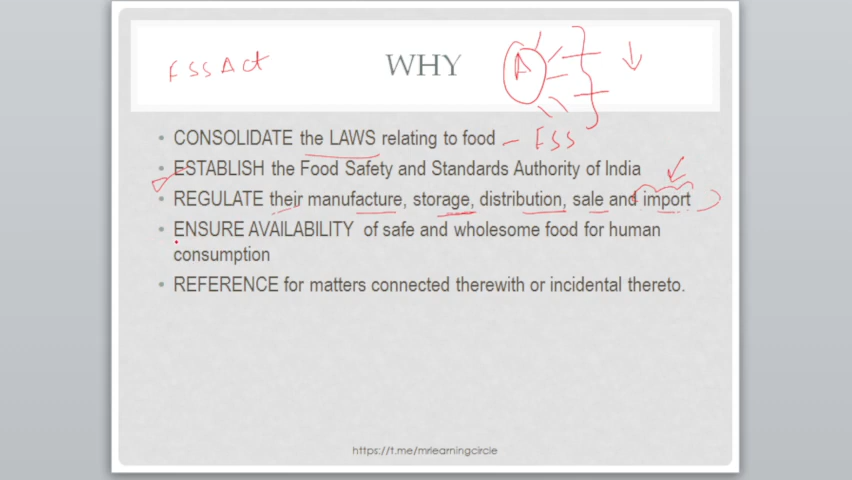 FSS Act
WHY
A
• CONSOLIDATE the LAWS relating to food - FSS
• ESTABLISH the Food Safety and Standards Authority of India
• REGULATE their manufacture, storage, distribution, sale and import
• ENSURE AVAILABILITY of safe and wholesome food for human
consumption
• REFERENCE for matters connected therewith or incidental thereto.
https://t.me/mrlearningcircle